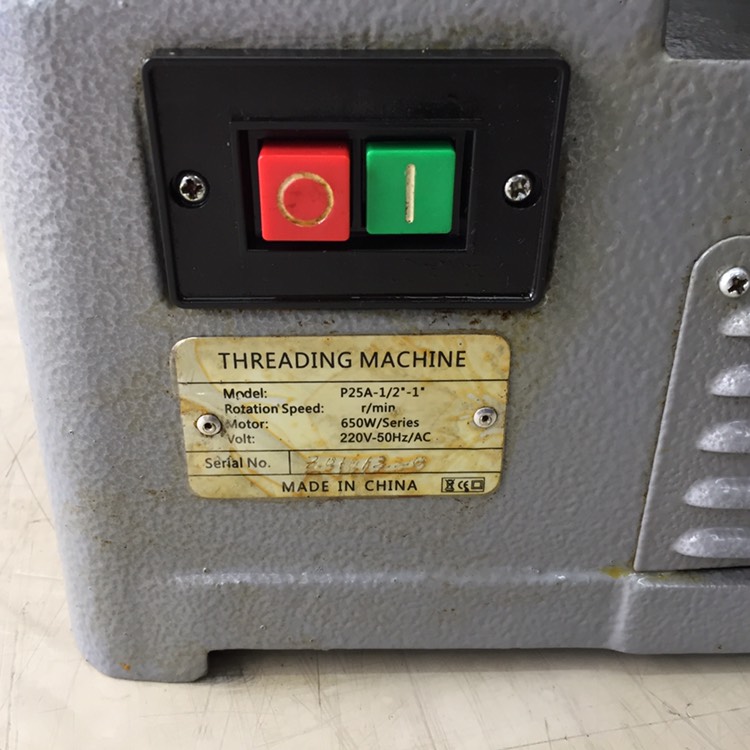 THREADING MACHINE
Model: P25A-1/2"-1"
Rotation Speed: r/min
Motor: 650W/Series
Volt: 220V-50Hz/AC
Serial No.
MADE IN CHINA CE